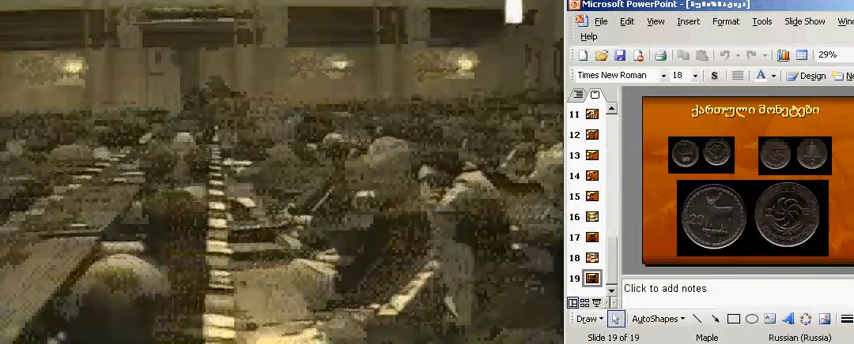 Microsoft PowerPoint - [ნუმიზმატიკა]
File Edit View Insert Format Tools Slide Show
Help
29%
Times New Roman 18 S A Design
ქართული მონეტები
11
12
13
14
15
16
17
18
19
20
Click to add notes
Draw AutoShapes
Slide 19 of 19 Maple Russian (Russia)